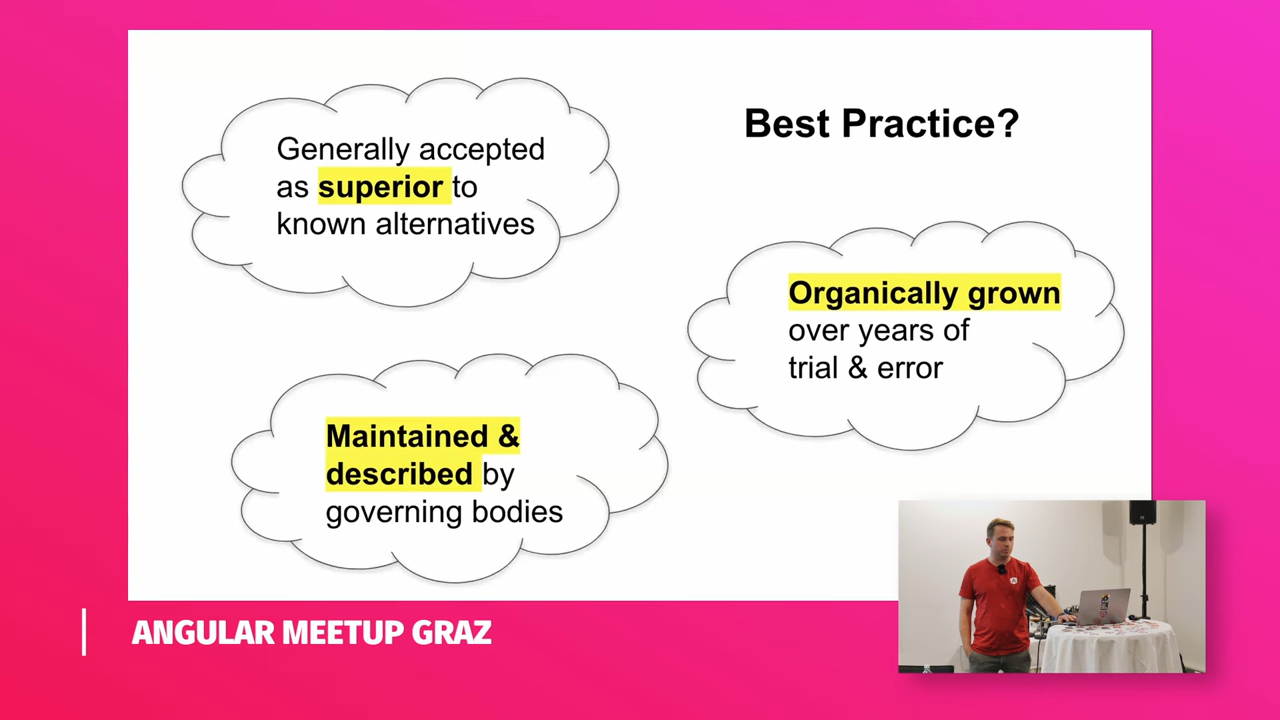 Best Practice?
Generally accepted
as superior to
known alternatives
Organically grown
over years of
trial & error
Maintained &
described by
governing bodies
ANGULAR MEETUP GRAZ